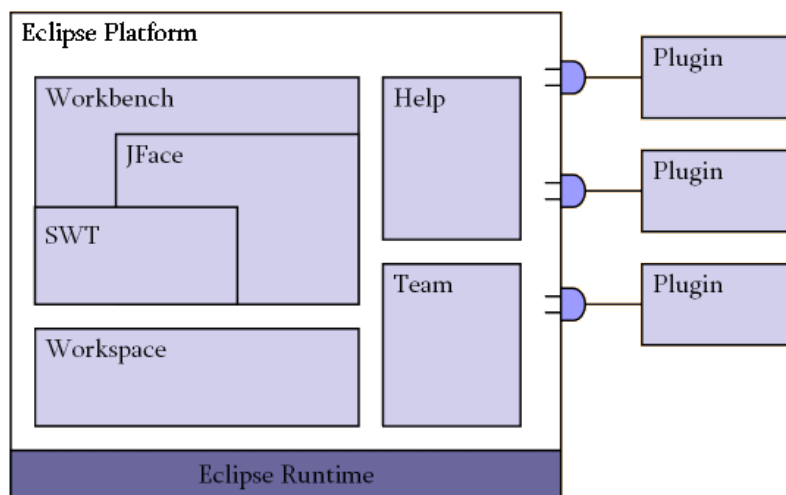 Eclipse Platform
Workbench
JFace
SWT
Workspace
Help
Team
Eclipse Runtime
Plugin
Plugin
Plugin